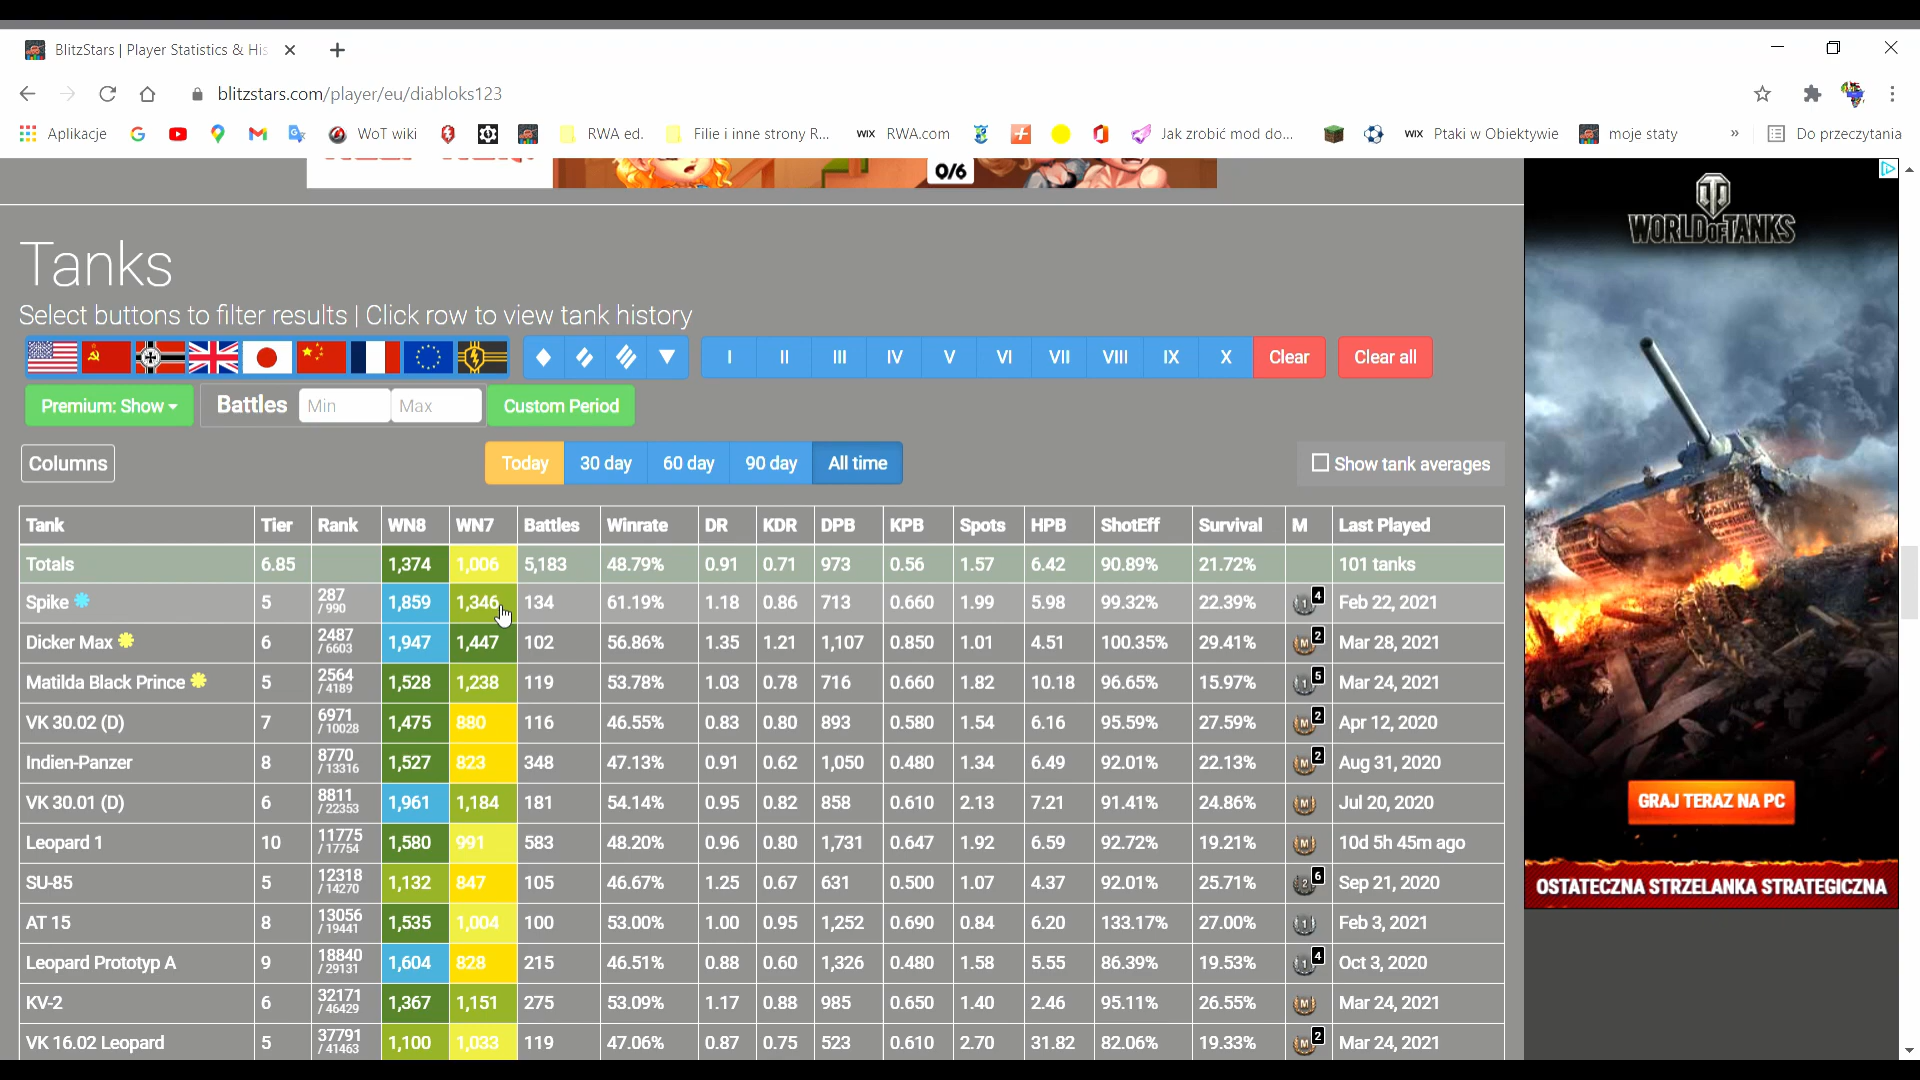 BlitzStars | Player Statistics & His
blitzstars.com/player/eu/diabloks123
Aplikacje WoT wiki RWA ed. Filie i inne strony R... WIX RWA.com Jak zrobić mod do... WIX Ptaki w Obiektywie moje staty » Do przeczytania
0/6
Tanks
Select buttons to filter results | Click row to view tank history
I II III IV V VI VII VIII IX X Clear Clear all
Premium: Show Battles Min Max Custom Period
Columns Today 30 day 60 day 90 day All time Show tank averages
Tank Tier Rank WN8 WN7 Battles Winrate DR KDR DPB KPB Spots HPB ShotEff Survival M Last Played
Totals 6.85 1,374 1,006 5,183 48.79% 0.91 0.71 973 0.56 1.57 6.42 90.89% 21.72% 101 tanks
Spike 5 287 / 990 1,859 1,346 134 61.19% 1.18 0.86 713 0.660 1.99 5.98 99.32% 22.39% 1 4 Feb 22, 2021
Dicker Max 6 2487 / 6603 1,947 1,447 102 56.86% 1.35 1.21 1,107 0.850 1.01 4.51 100.35% 29.41% M 2 Mar 28, 2021
Matilda Black Prince 5 2564 / 4189 1,528 1,238 119 53.78% 1.03 0.78 716 0.660 1.82 10.18 96.65% 15.97% 1 5 Mar 24, 2021
VK 30.02 (D) 7 6971 / 10028 1,475 880 116 46.55% 0.83 0.80 893 0.580 1.54 6.16 95.59% 27.59% M 2 Apr 12, 2020
Indien-Panzer 8 8770 / 13316 1,527 823 348 47.13% 0.91 0.62 1,050 0.480 1.34 6.49 92.01% 22.13% M 2 Aug 31, 2020
VK 30.01 (D) 6 8811 / 22353 1,961 1,184 181 54.14% 0.95 0.82 858 0.610 2.13 7.21 91.41% 24.86% M Jul 20, 2020
Leopard 1 10 11775 / 17754 1,580 991 583 48.20% 0.96 0.80 1,731 0.647 1.92 6.59 92.72% 19.21% M 10d 5h 45m ago
SU-85 5 12318 / 14270 1,132 847 105 46.67% 1.25 0.67 631 0.500 1.07 4.37 92.01% 25.71% 2 6 Sep 21, 2020
AT 15 8 13056 / 19441 1,535 1,004 100 53.00% 1.00 0.95 1,252 0.690 0.84 6.20 133.17% 27.00% 1 Feb 3, 2021
Leopard Prototyp A 9 18840 / 29131 1,604 828 215 46.51% 0.88 0.60 1,326 0.480 1.58 5.55 86.39% 19.53% 1 4 Oct 3, 2020
KV-2 6 32171 / 46429 1,367 1,151 275 53.09% 1.17 0.88 985 0.650 1.40 2.46 95.11% 26.55% M Mar 24, 2021
VK 16.02 Leopard 5 37791 / 41463 1,100 1,033 119 47.06% 0.87 0.75 523 0.610 2.70 31.82 82.06% 19.33% M 2 Mar 24, 2021
WORLD OF TANKS
GRAJ TERAZ NA PC
OSTATECZNA STRZELANKA STRATEGICZNA